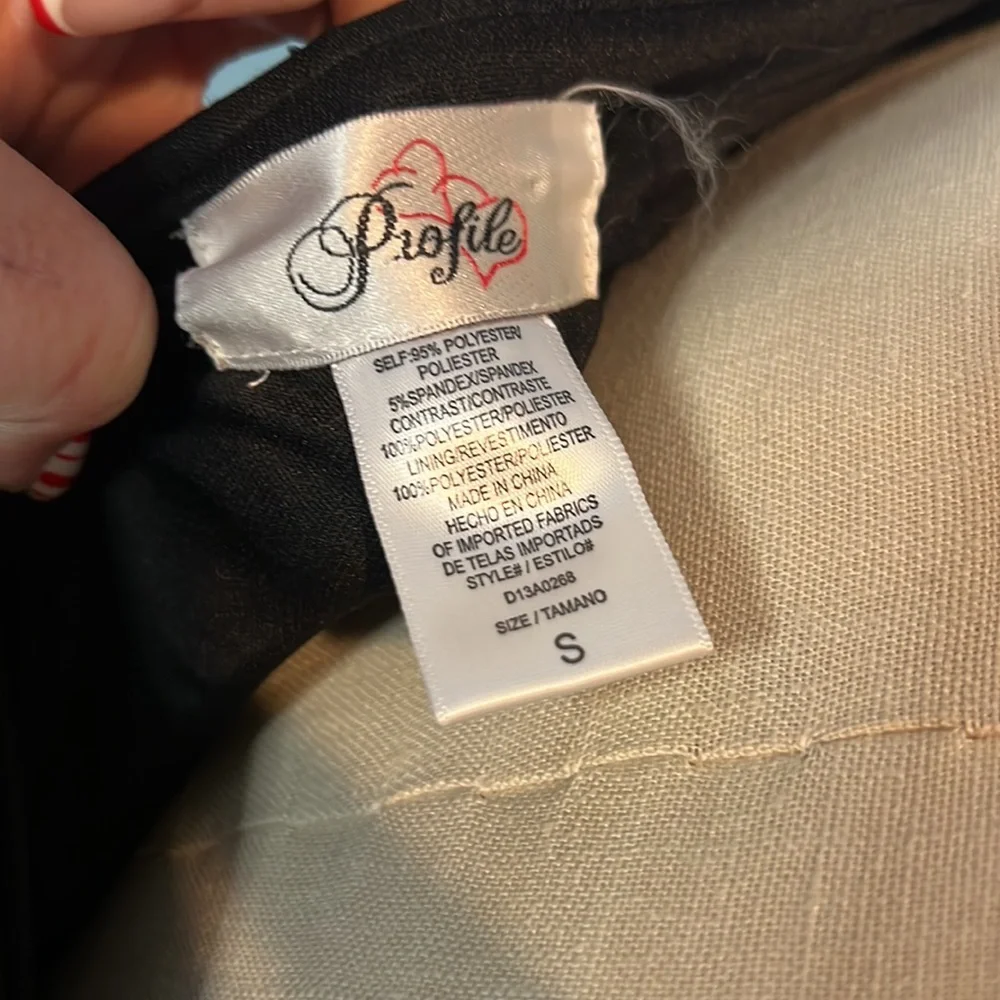 Profile
SELF:95% POLYESTER/
POLIESTER
5%SPANDEX/SPANDEX
CONTRAST/CONTRASTE
100%POLYESTER/POLIESTER
LINING/REVESTIMENTO
100%POLYESTER/POLIESTER
MADE IN CHINA
HECHO EN CHINA
OF IMPORTED FABRICS
DE TELAS IMPORTADS
STYLE# / ESTILO#
D13A0268
SIZE / TAMANO
S